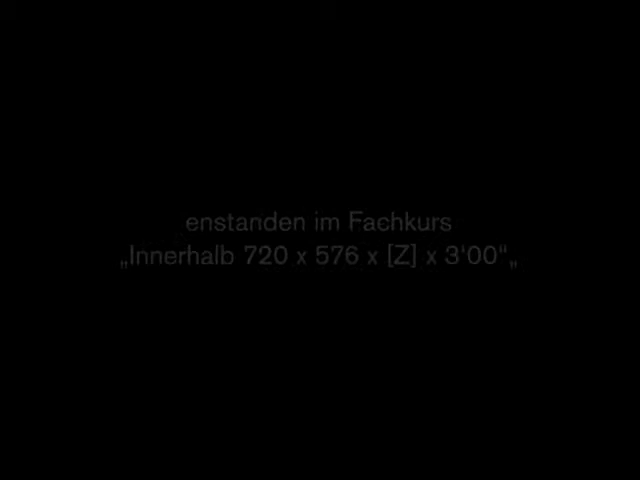 enstanden im Fachkurs
„Innerhalb 720 x 576 x [Z] x 3'00“„